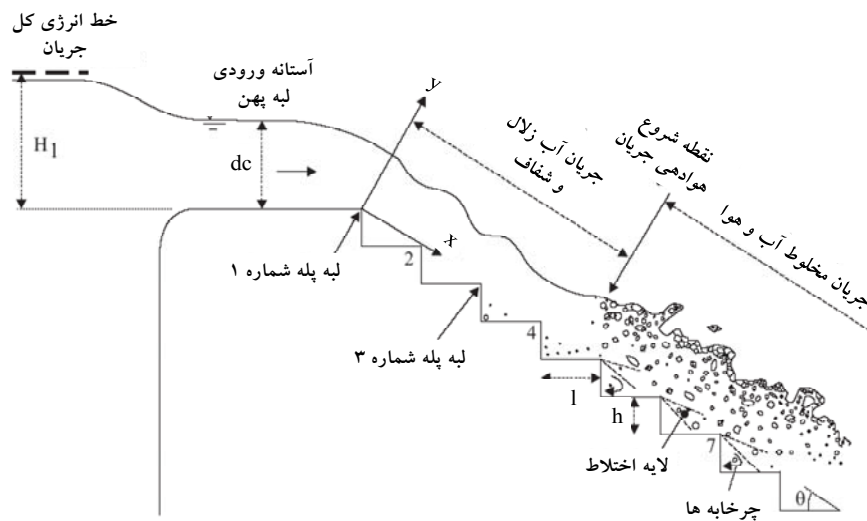 خط انرژی کل
جریان
آستانه ورودی
لبه پهن
y
نقطه شروع
هوادهی جریان
جریان آب زلال
و شفاف
جریان مخلوط آب و هوا
H1
dc
x
لبه پله شماره ۱
2
لبه پله شماره ۳
4
l
h
7
لایه اختلاط
چرخابه ها
θ